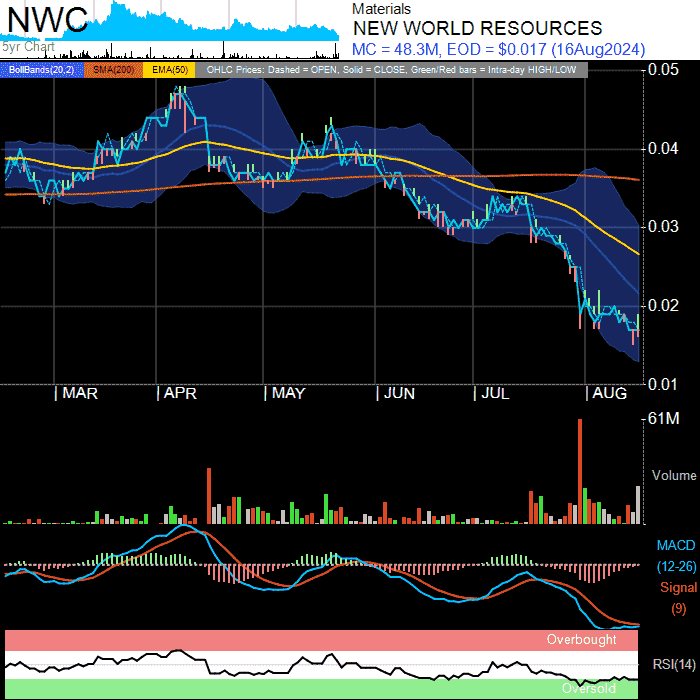 NWC
5yr Chart
Materials
NEW WORLD RESOURCES
MC = 48.3M, EOD = $0.017 (16Aug2024)
BollBands(20,2) SMA(200) EMA(50) OHLC Prices: Dashed = OPEN, Solid = CLOSE, Green/Red bars = Intra-day HIGH/LOW
0.05
0.04
0.03
0.02
0.01
MAR APR MAY JUN JUL AUG
61M
Volume
MACD
(12-26)
Signal
(9)
Overbought
RSI(14)
Oversold